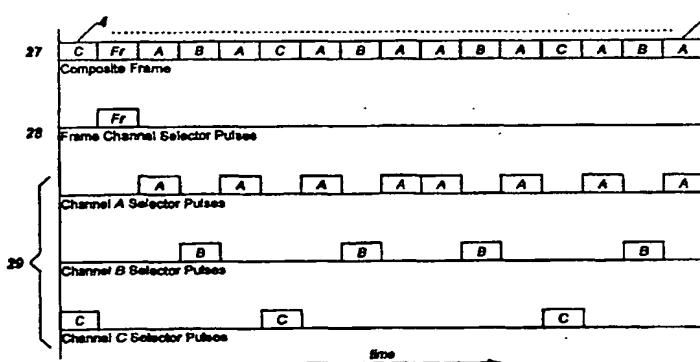 4
27 C Fr A B A C A B A A B A C A B A
Composite Frame
Fr
28
Frame Channel Selector Pulses
A A A A A A A A
Channel A Selector Pulses
B B B B
29
Channel B Selector Pulses
C C C
Channel C Selector Pulses
time